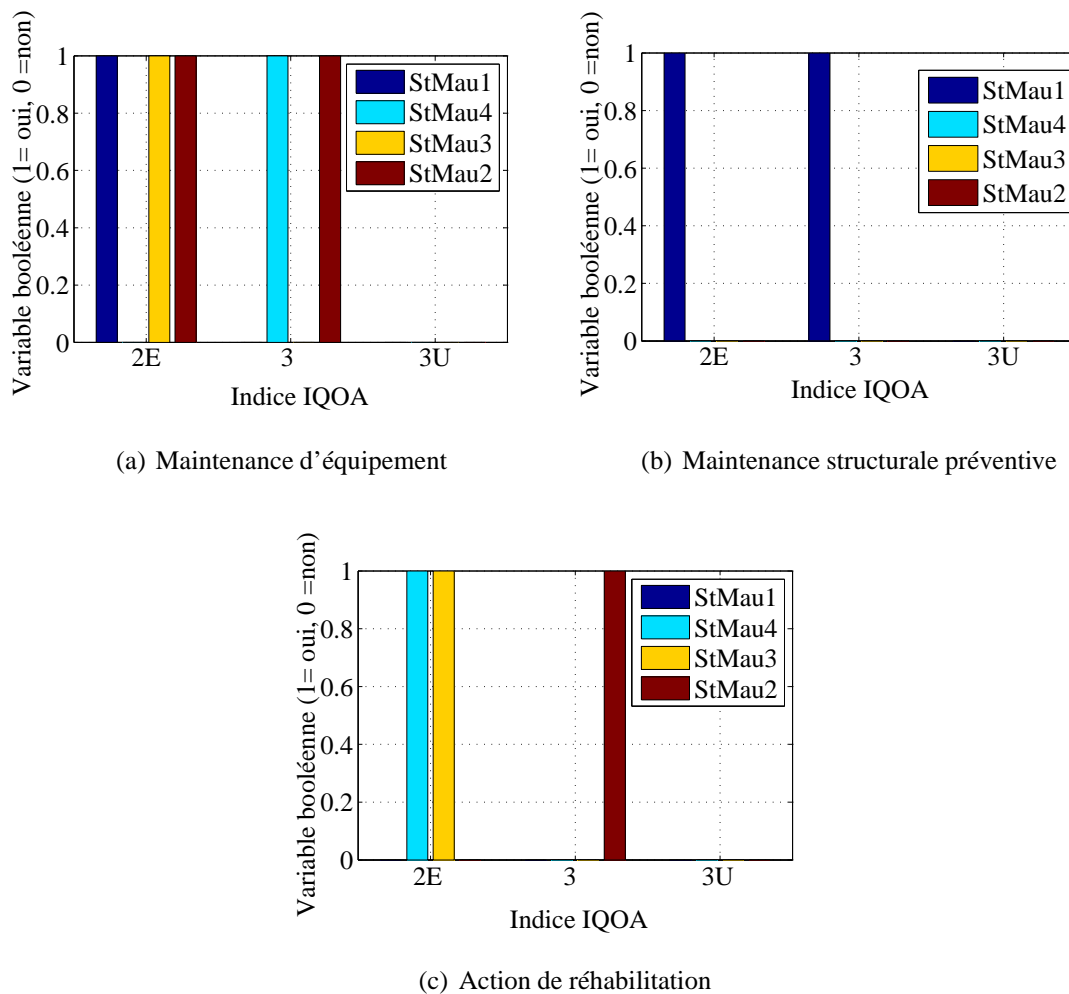 Variable booléenne (1= oui, 0 =non)
1
0.8
0.6
0.4
0.2
0
2E 3 3U
Indice IQOA
StMau1
StMau4
StMau3
StMau2
(a) Maintenance d'équipement
Variable booléenne (1= oui, 0 =non)
1
0.8
0.6
0.4
0.2
0
2E 3 3U
Indice IQOA
StMau1
StMau4
StMau3
StMau2
(b) Maintenance structurale préventive
Variable booléenne (1= oui, 0 =non)
1
0.8
0.6
0.4
0.2
0
2E 3 3U
Indice IQOA
StMau1
StMau4
StMau3
StMau2
(c) Action de réhabilitation